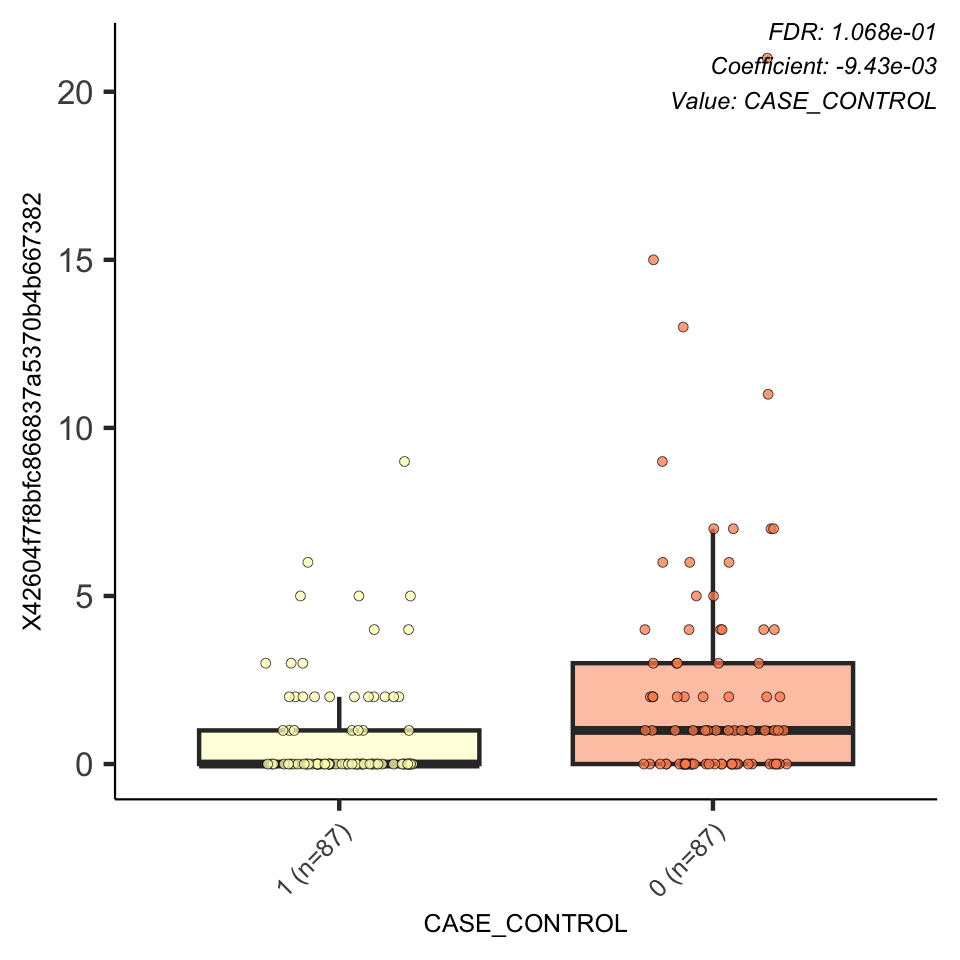 FDR: 1.068e-01
Coefficient: -9.43e-03
Value: CASE_CONTROL
20
15
10
5
0
X42604f7f8bfc866837a5370b4b667382
1 (n=87)
0 (n=87)
CASE_CONTROL